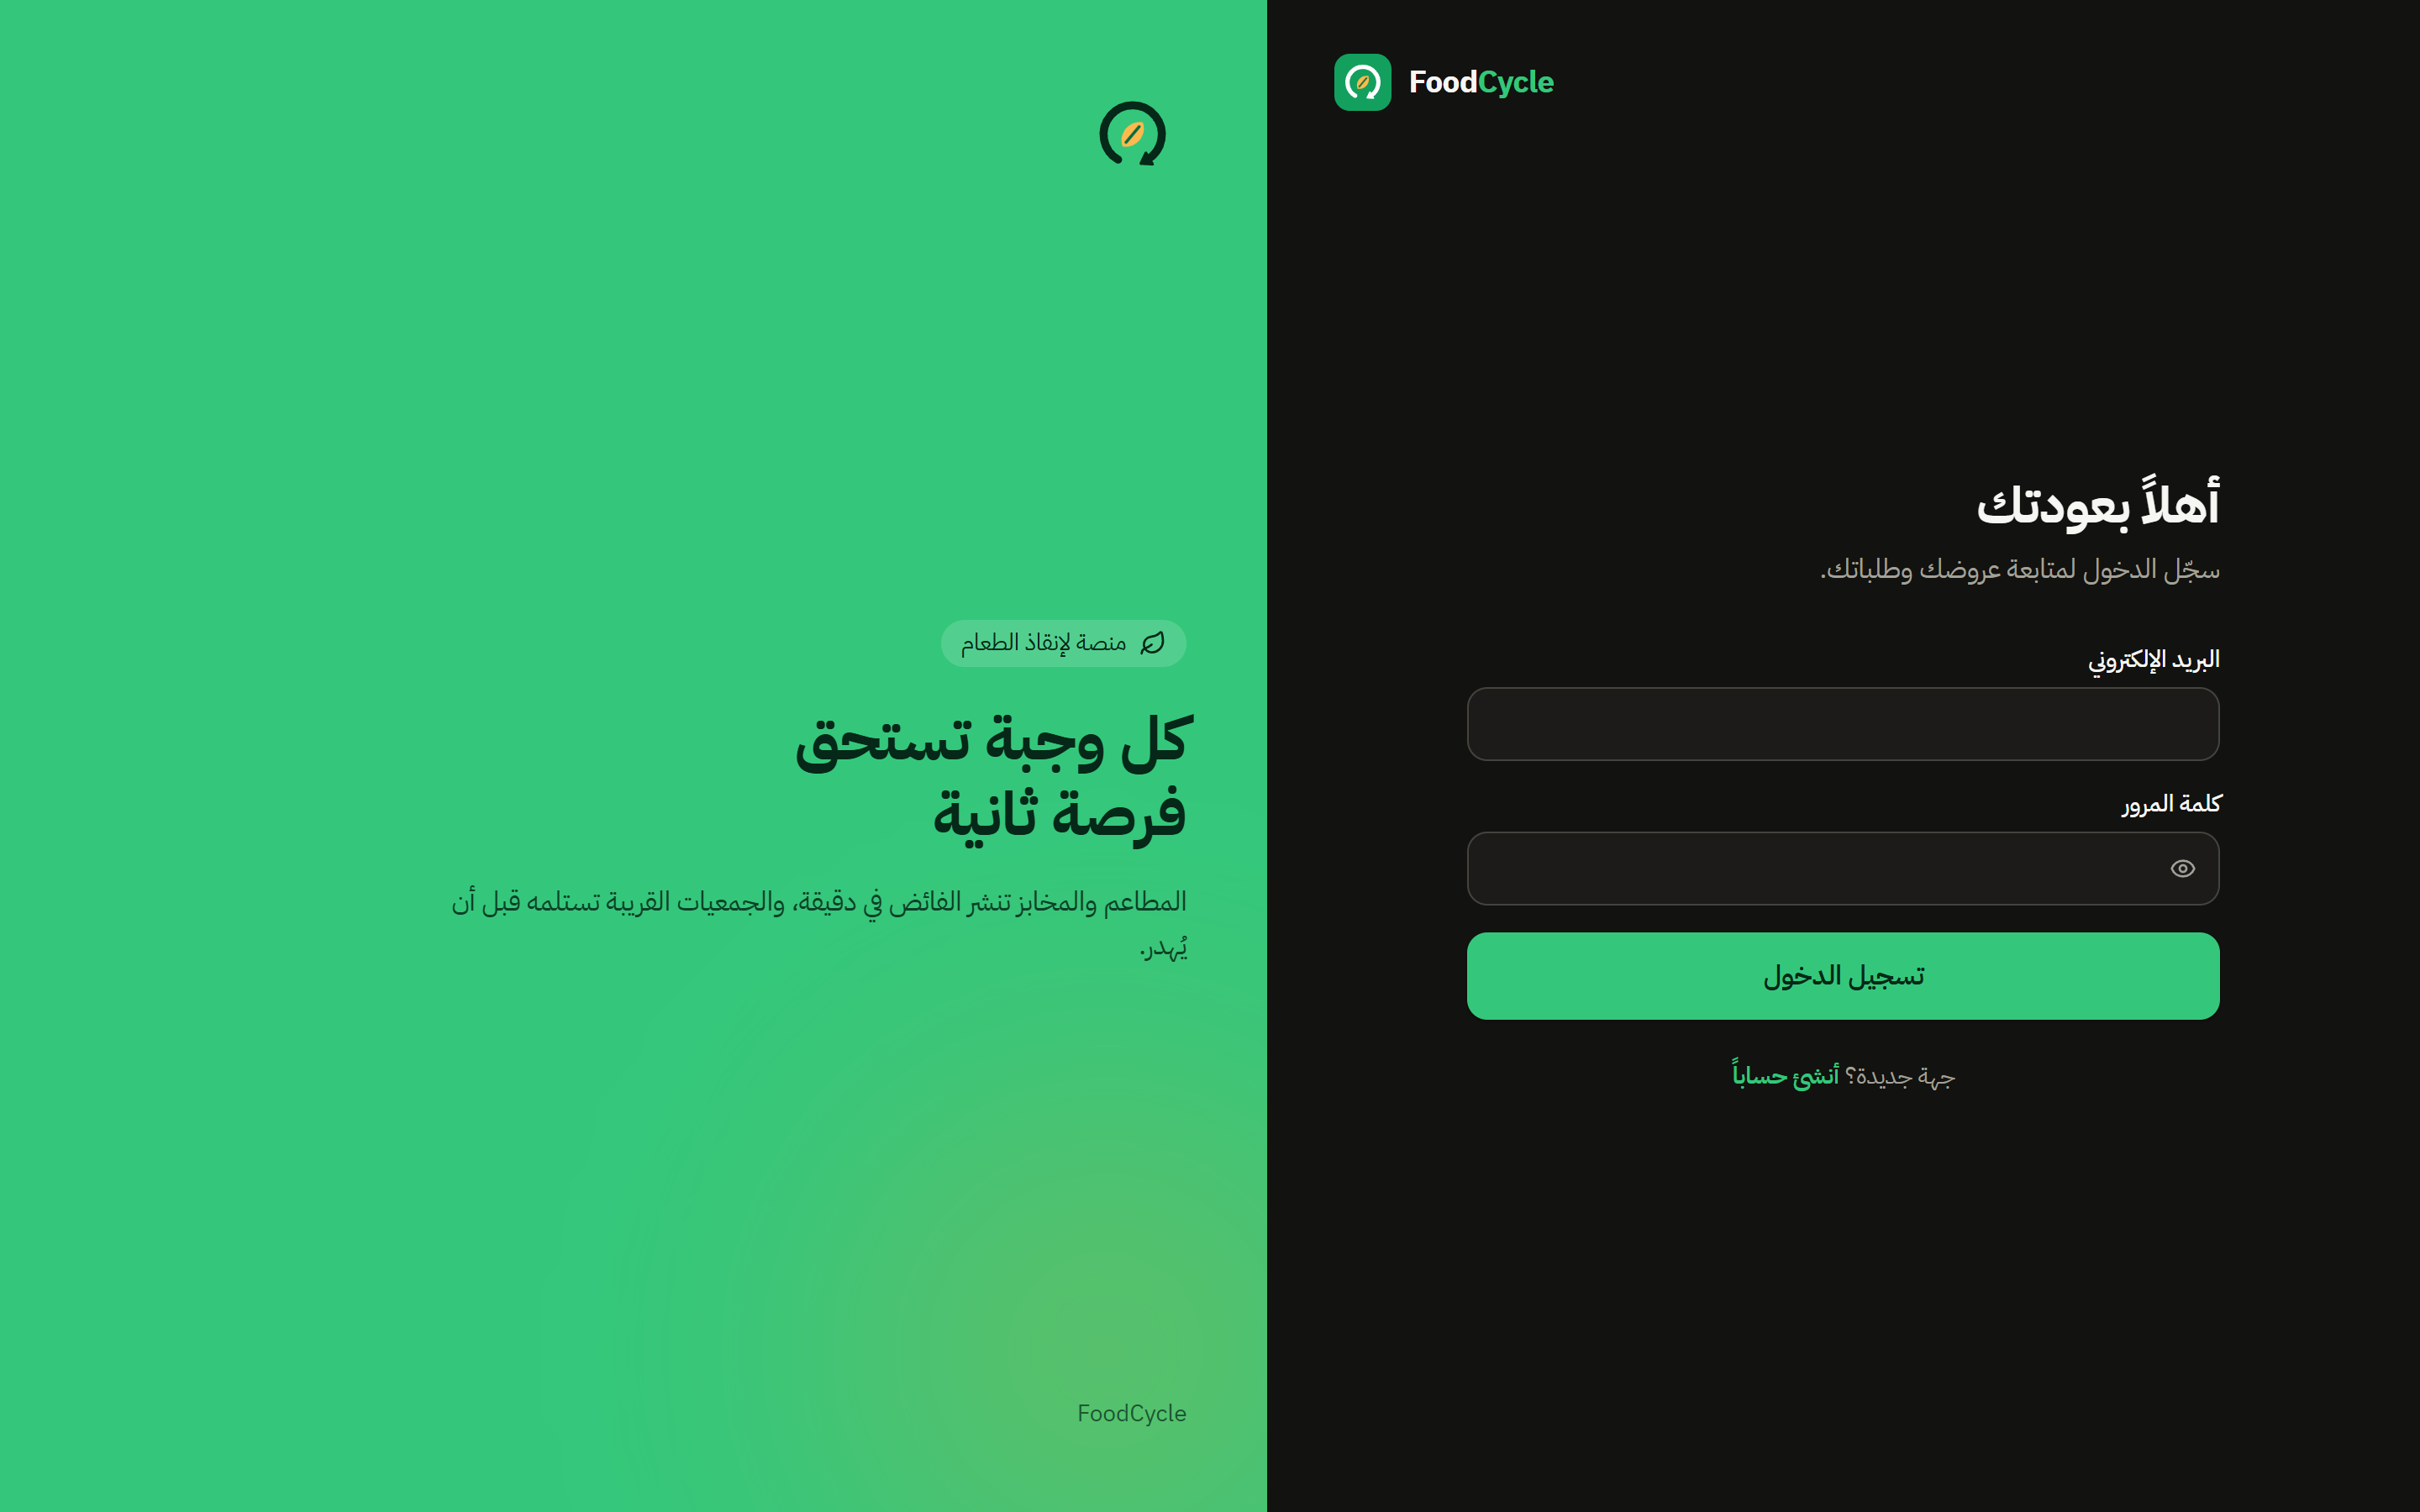 FoodCycle
أهلاً بعودتك
سجّل الدخول لمتابعة عروضك وطلباتك.
البريد الإلكتروني
كلمة المرور
تسجيل الدخول
جهة جديدة؟ أنشئ حساباً
منصة لإنقاذ الطعام
كل وجبة تستحق
فرصة ثانية
المطاعم والمخابز تنشر الفائض في دقيقة، والجمعيات القريبة تستلمه قبل أن
يُهدر.
FoodCycle